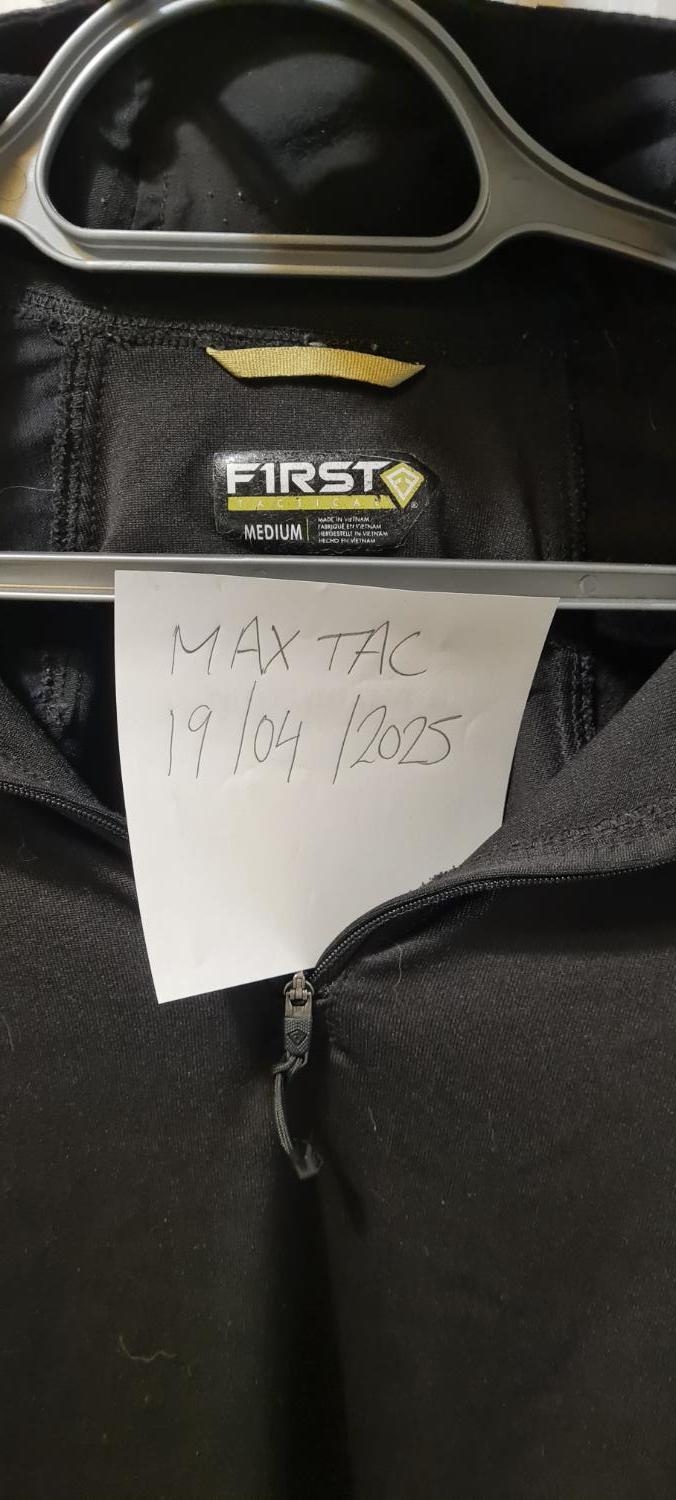 F1RST
TACTICAL
®
MEDIUM
MADE IN VIETNAM
FABRIQUÉ EN VIETNAM
HERGESTELLT IN VIETNAM
HECHO EN VIETNAM
MAX TAC
19/04/2025